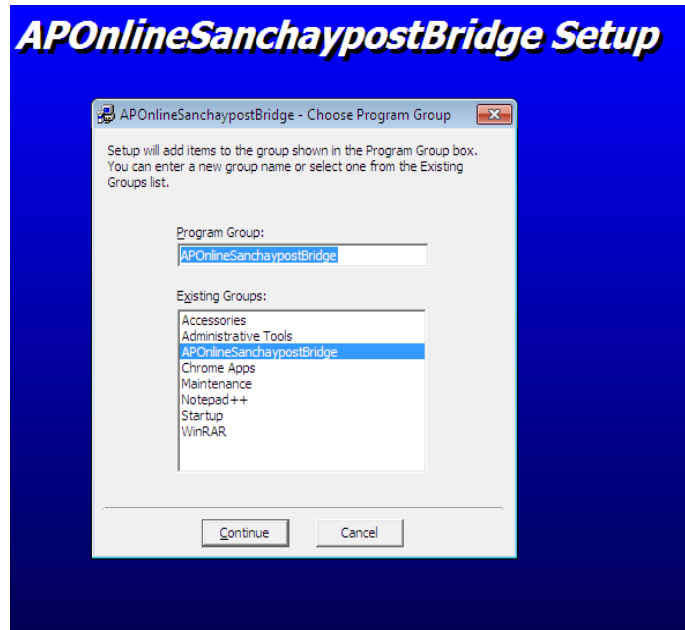 APOnlineSanchaypostBridge Setup
APOnlineSanchaypostBridge - Choose Program Group
Setup will add items to the group shown in the Program Group box.
You can enter a new group name or select one from the Existing
Groups list.
Program Group:
APOnlineSanchaypostBridge
Existing Groups:
Accessories
Administrative Tools
APOnlineSanchaypostBridge
Chrome Apps
Maintenance
Notepad++
Startup
WinRAR
Continue
Cancel